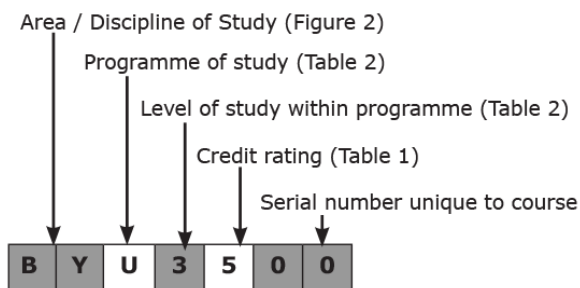 Area / Discipline of Study (Figure 2)
Programme of study (Table 2)
Level of study within programme (Table 2)
Credit rating (Table 1)
Serial number unique to course
B Y U 3 5 0 0